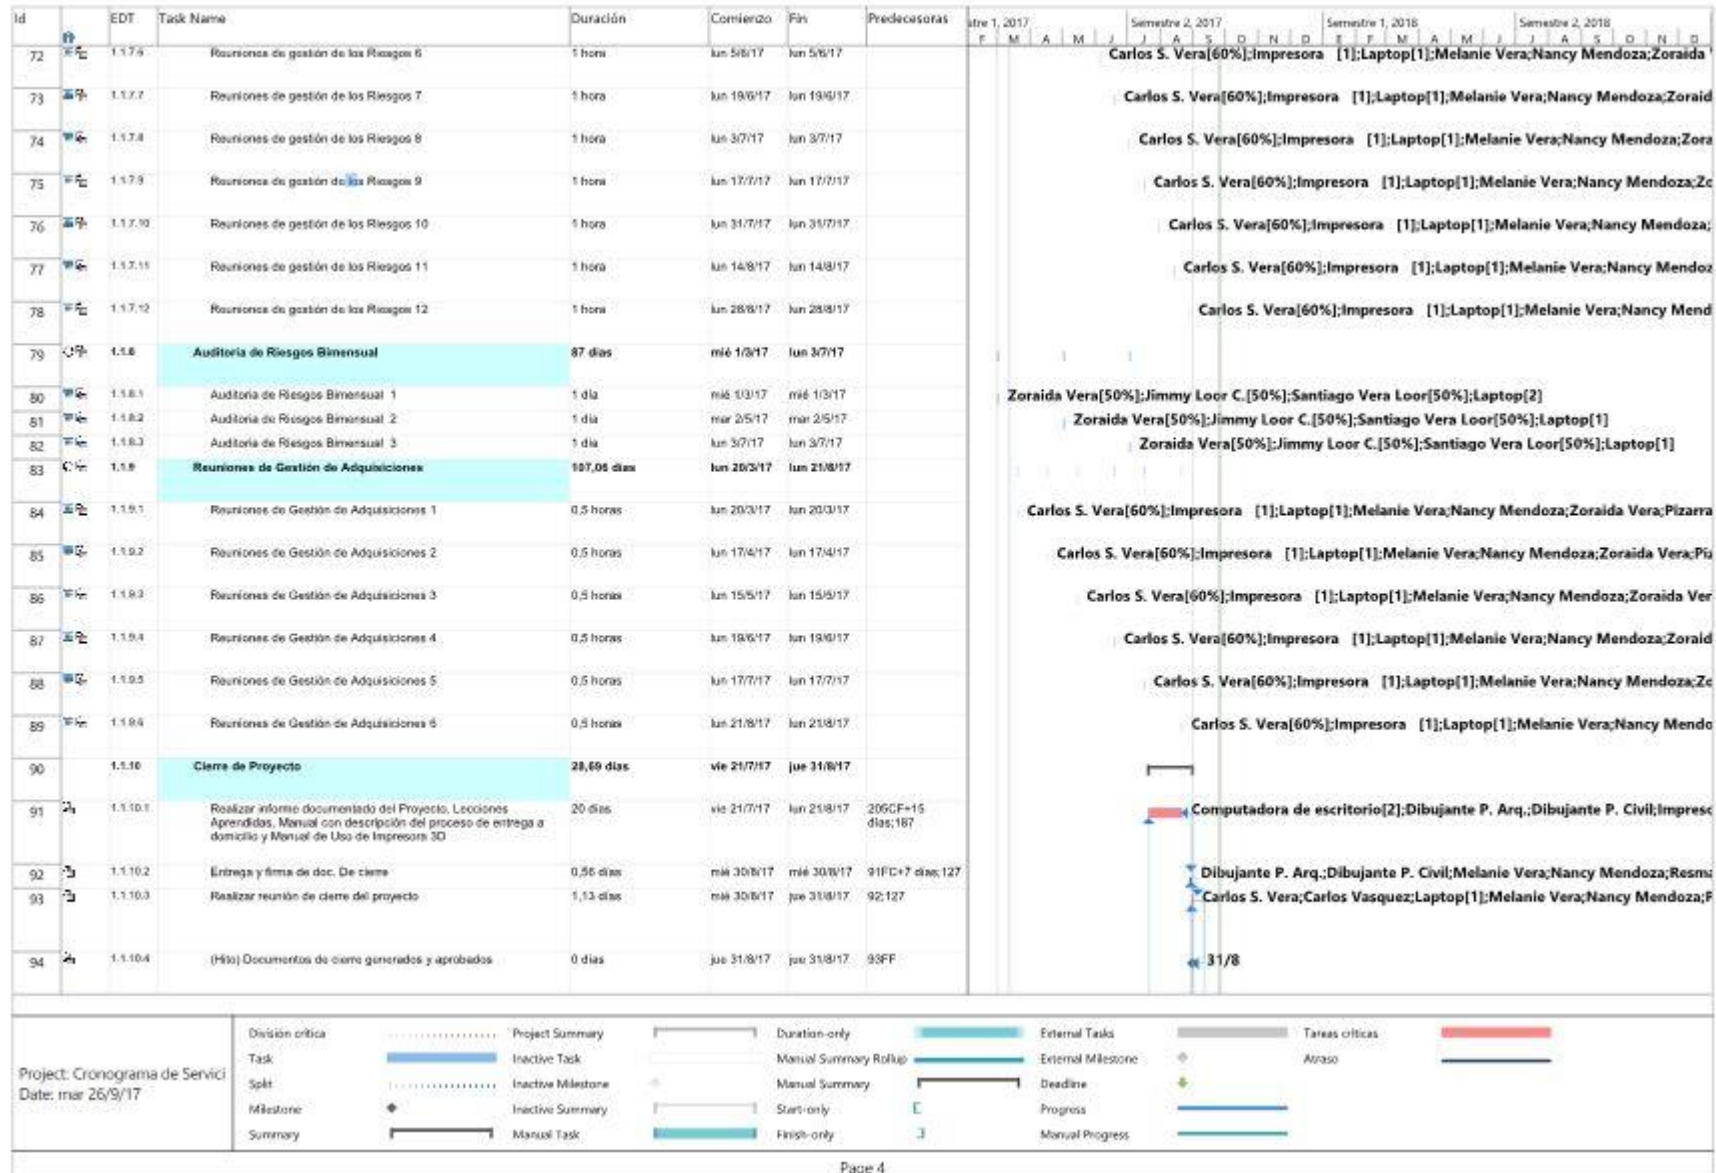 Id EDT Task Name Duración Comienzo Fin Predecesoras
stre 1, 2017 Semestre 2, 2017 Semestre 1, 2018 Semestre 2, 2018
F M A M J J A S O N D E F M A M J J A S O N D
72 1.1.7.6 Reuniones de gestión de los Riesgos 6 1 hora lun 5/6/17 lun 5/6/17 Carlos S. Vera[60%];Impresora [1];Laptop[1];Melanie Vera;Nancy Mendoza;Zoraida
73 1.1.7.7 Reuniones de gestión de los Riesgos 7 1 hora lun 19/6/17 lun 19/6/17 Carlos S. Vera[60%];Impresora [1];Laptop[1];Melanie Vera;Nancy Mendoza;Zoraid
74 1.1.7.8 Reuniones de gestión de los Riesgos 8 1 hora lun 3/7/17 lun 3/7/17 Carlos S. Vera[60%];Impresora [1];Laptop[1];Melanie Vera;Nancy Mendoza;Zora
75 1.1.7.9 Reuniones de gestión de los Riesgos 9 1 hora lun 17/7/17 lun 17/7/17 Carlos S. Vera[60%];Impresora [1];Laptop[1];Melanie Vera;Nancy Mendoza;Zo
76 1.1.7.10 Reuniones de gestión de los Riesgos 10 1 hora lun 31/7/17 lun 31/7/17 Carlos S. Vera[60%];Impresora [1];Laptop[1];Melanie Vera;Nancy Mendoza;
77 1.1.7.11 Reuniones de gestión de los Riesgos 11 1 hora lun 14/8/17 lun 14/8/17 Carlos S. Vera[60%];Impresora [1];Laptop[1];Melanie Vera;Nancy Mendoz
78 1.1.7.12 Reuniones de gestión de los Riesgos 12 1 hora lun 28/8/17 lun 28/8/17 Carlos S. Vera[60%];Impresora [1];Laptop[1];Melanie Vera;Nancy Mend
79 1.1.8 Auditoria de Riesgos Bimensual 87 días mié 1/3/17 lun 3/7/17
80 1.1.8.1 Auditoria de Riesgos Bimensual 1 1 día mié 1/3/17 mié 1/3/17 Zoraida Vera[50%];Jimmy Loor C.[50%];Santiago Vera Loor[50%];Laptop[2]
81 1.1.8.2 Auditoria de Riesgos Bimensual 2 1 día mar 2/5/17 mar 2/5/17 Zoraida Vera[50%];Jimmy Loor C.[50%];Santiago Vera Loor[50%];Laptop[1]
82 1.1.8.3 Auditoria de Riesgos Bimensual 3 1 día lun 3/7/17 lun 3/7/17 Zoraida Vera[50%];Jimmy Loor C.[50%];Santiago Vera Loor[50%];Laptop[1]
83 1.1.9 Reuniones de Gestión de Adquisiciones 107,06 días lun 20/3/17 lun 21/8/17
84 1.1.9.1 Reuniones de Gestión de Adquisiciones 1 0,5 horas lun 20/3/17 lun 20/3/17 Carlos S. Vera[60%];Impresora [1];Laptop[1];Melanie Vera;Nancy Mendoza;Zoraida Vera;Pizarra
85 1.1.9.2 Reuniones de Gestión de Adquisiciones 2 0,5 horas lun 17/4/17 lun 17/4/17 Carlos S. Vera[60%];Impresora [1];Laptop[1];Melanie Vera;Nancy Mendoza;Zoraida Vera;Piz
86 1.1.9.3 Reuniones de Gestión de Adquisiciones 3 0,5 horas lun 15/5/17 lun 15/5/17 Carlos S. Vera[60%];Impresora [1];Laptop[1];Melanie Vera;Nancy Mendoza;Zoraida Ver
87 1.1.9.4 Reuniones de Gestión de Adquisiciones 4 0,5 horas lun 19/6/17 lun 19/6/17 Carlos S. Vera[60%];Impresora [1];Laptop[1];Melanie Vera;Nancy Mendoza;Zoraid
88 1.1.9.5 Reuniones de Gestión de Adquisiciones 5 0,5 horas lun 17/7/17 lun 17/7/17 Carlos S. Vera[60%];Impresora [1];Laptop[1];Melanie Vera;Nancy Mendoza;Zo
89 1.1.9.6 Reuniones de Gestión de Adquisiciones 6 0,5 horas lun 21/8/17 lun 21/8/17 Carlos S. Vera[60%];Impresora [1];Laptop[1];Melanie Vera;Nancy Mendo
90 1.1.10 Cierre de Proyecto 28,69 días vie 21/7/17 jue 31/8/17
91 1.1.10.1 Realizar informe documentado del Proyecto, Lecciones 20 días vie 21/7/17 lun 21/8/17 206CF+15 Computadora de escritorio[2];Dibujante P. Arq.;Dibujante P. Civil;Impreso
Aprendidas, Manual con descripción del proceso de entrega a días;187
domicilio y Manual de Uso de Impresora 3D
92 1.1.10.2 Entrega y firma de doc. De cierre 0,56 días mié 30/8/17 mié 30/8/17 91FC+7 días;127 Dibujante P. Arq.;Dibujante P. Civil;Melanie Vera;Nancy Mendoza;Resma
93 1.1.10.3 Realizar reunión de cierre del proyecto 1,13 días mié 30/8/17 jue 31/8/17 92;127 Carlos S. Vera;Carlos Vasquez;Laptop[1];Melanie Vera;Nancy Mendoza;P
94 1.1.10.4 (Hito) Documentos de cierre generados y aprobados 0 días jue 31/8/17 jue 31/8/17 93FF 31/8
Project: Cronograma de Servici
Date: mar 26/9/17
División crítica Project Summary Duration-only External Tasks Tareas críticas
Task Inactive Task Manual Summary Rollup External Milestone Atraso
Split Inactive Milestone Manual Summary Deadline
Milestone Inactive Summary Start-only Progress
Summary Manual Task Finish-only Manual Progress
Page 4